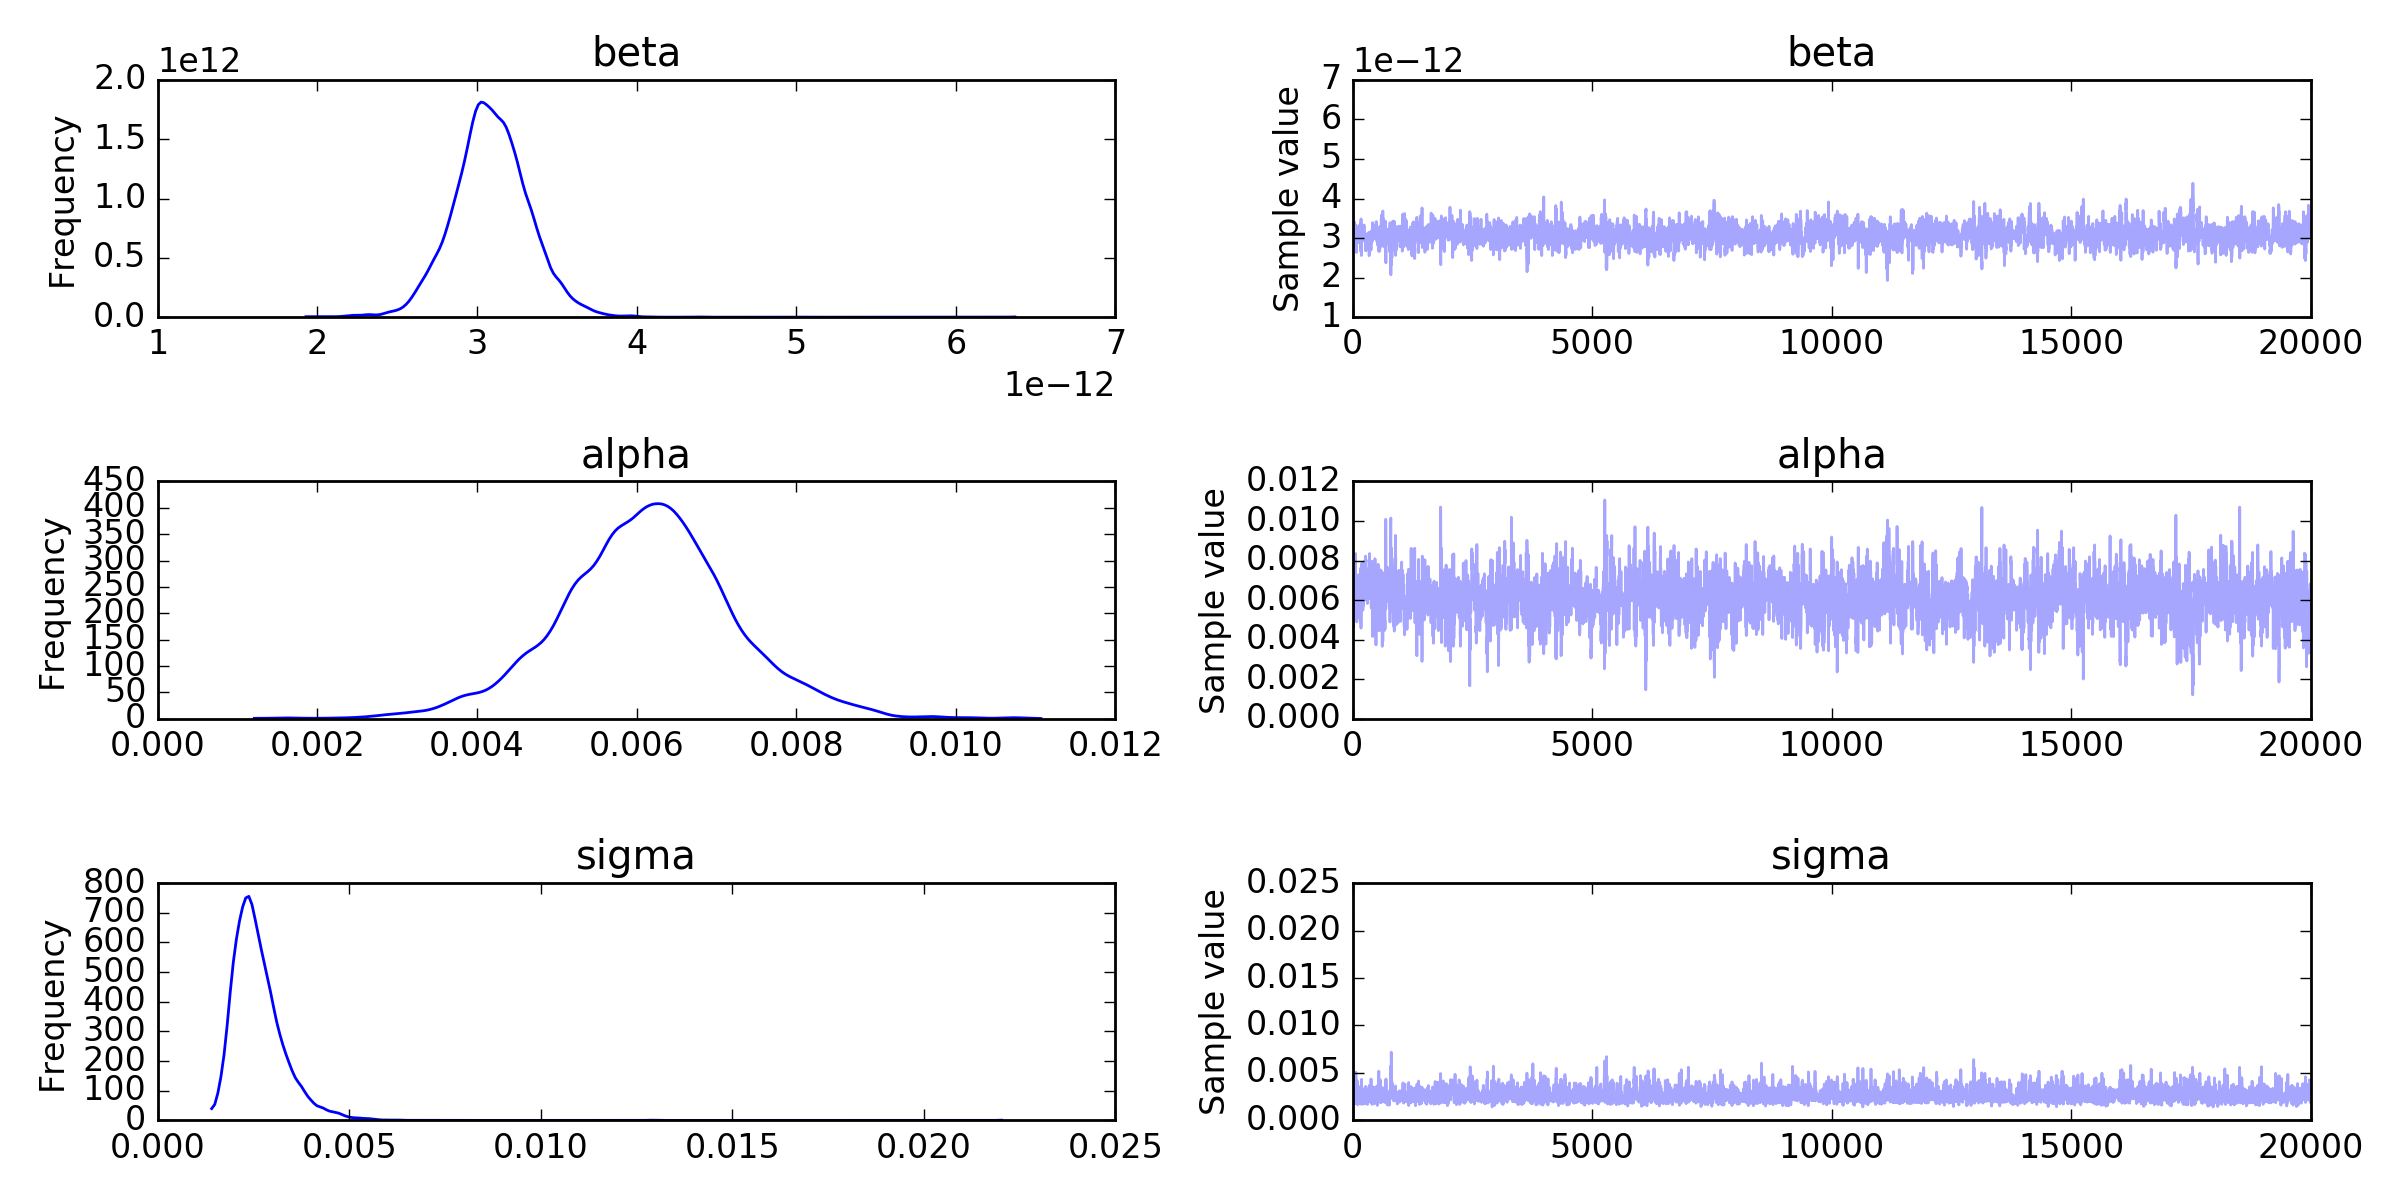 beta
1e12
2.0
1.5
1.0
0.5
0.0
Frequency
1 2 3 4 5 6 7
1e−12
beta
1e−12
7
6
5
4
3
2
1
Sample value
0 5000 10000 15000 20000
alpha
450
400
350
300
250
200
150
100
50
0
Frequency
0.000 0.002 0.004 0.006 0.008 0.010 0.012
alpha
0.012
0.010
0.008
0.006
0.004
0.002
0.000
Sample value
0 5000 10000 15000 20000
sigma
800
700
600
500
400
300
200
100
0
Frequency
0.000 0.005 0.010 0.015 0.020 0.025
sigma
0.025
0.020
0.015
0.010
0.005
0.000
Sample value
0 5000 10000 15000 20000